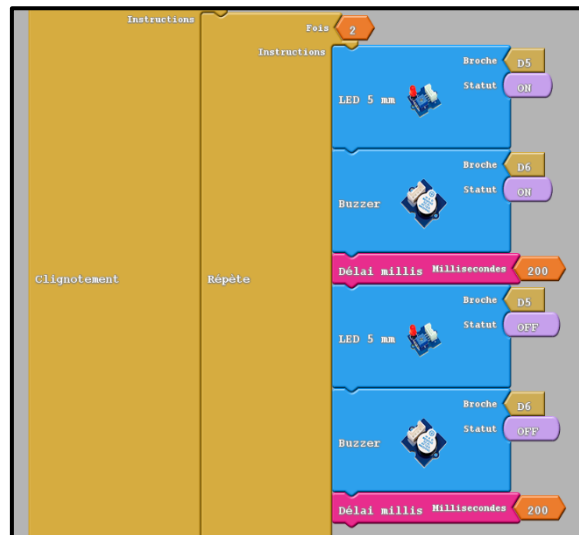 Instructions
Fois 2
Instructions
Broche D5
Statut ON
LED 5 mm
Broche D6
Statut ON
Buzzer
Délai millis Millisecondes 200
Clignotement
Répète
Broche D5
Statut OFF
LED 5 mm
Broche D6
Statut OFF
Buzzer
Délai millis Millisecondes 200